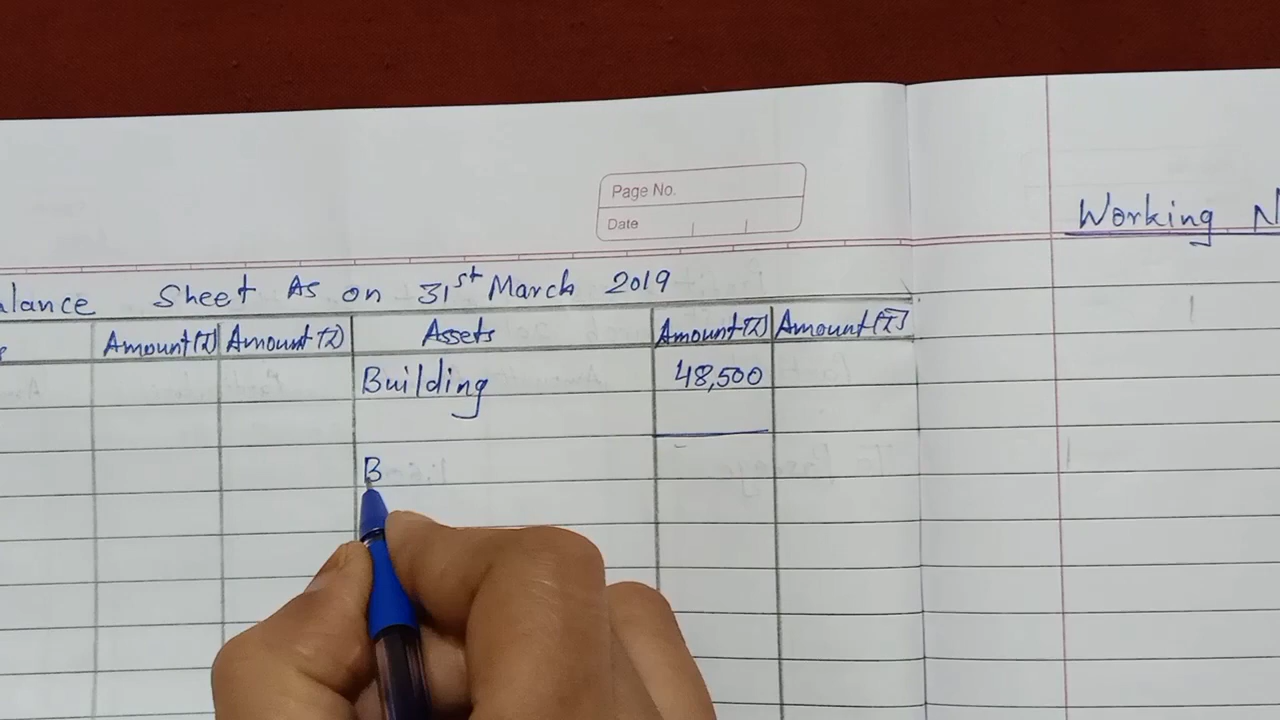 Page No.
Date
Working N
alance Sheet As on 31st March 2019
Amount(₹) Amount(₹) Assets Amount(₹) Amount(₹)
Building 48,500
B